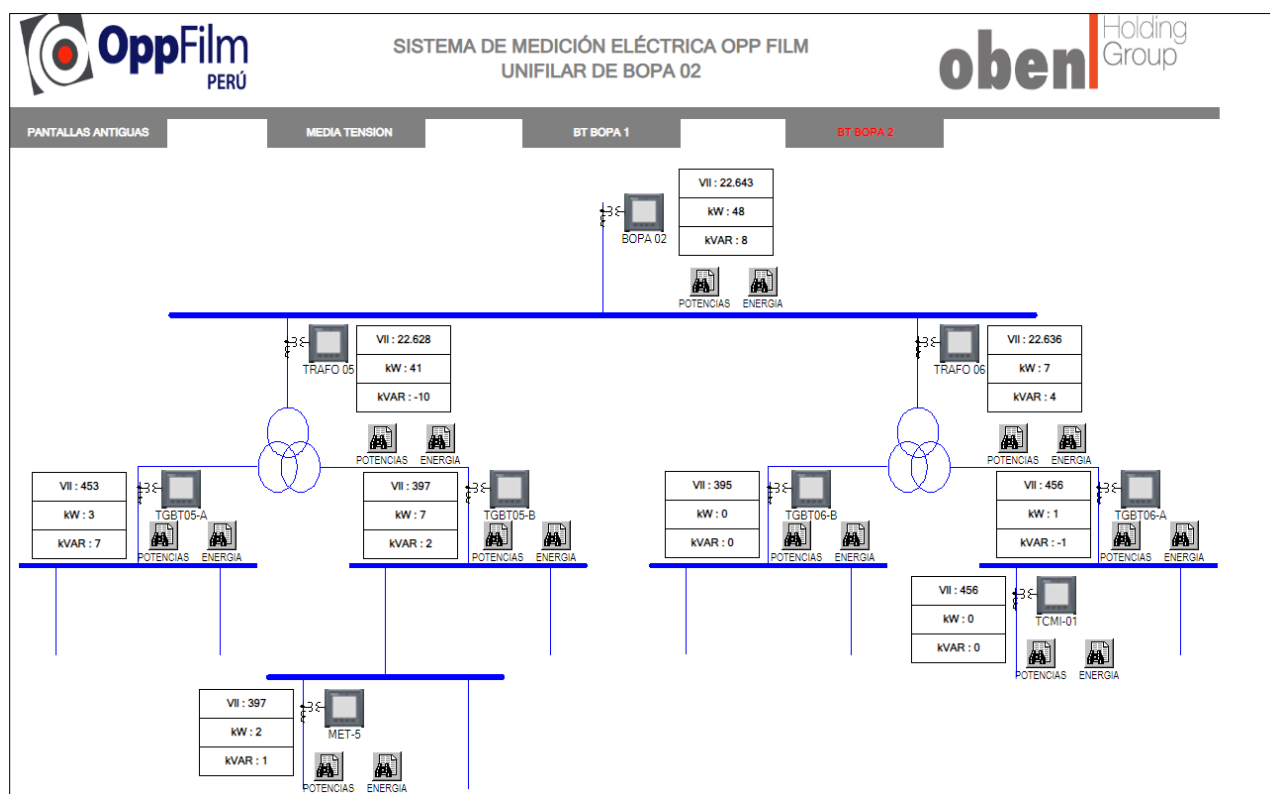 OppFilm
PERÚ
SISTEMA DE MEDICIÓN ELÉCTRICA OPP FILM
UNIFILAR DE BOPA 02
oben
Holding
Group
PANTALLAS ANTIGUAS
MEDIA TENSION
BT BOPA 1
BT BOPA 2
BOPA 02
Vll : 22.643
kW : 48
kVAR : 8
POTENCIAS
ENERGIA
TRAFO 05
Vll : 22.628
kW : 41
kVAR : -10
POTENCIAS
ENERGIA
TRAFO 06
Vll : 22.636
kW : 7
kVAR : 4
POTENCIAS
ENERGIA
Vll : 453
kW : 3
kVAR : 7
TGBT05-A
POTENCIAS
ENERGIA
Vll : 397
kW : 7
kVAR : 2
TGBT05-B
POTENCIAS
ENERGIA
Vll : 395
kW : 0
kVAR : 0
TGBT06-B
POTENCIAS
ENERGIA
Vll : 456
kW : 1
kVAR : -1
TGBT06-A
POTENCIAS
ENERGIA
Vll : 456
kW : 0
kVAR : 0
TCMI-01
POTENCIAS
ENERGIA
Vll : 397
kW : 2
kVAR : 1
MET-5
POTENCIAS
ENERGIA